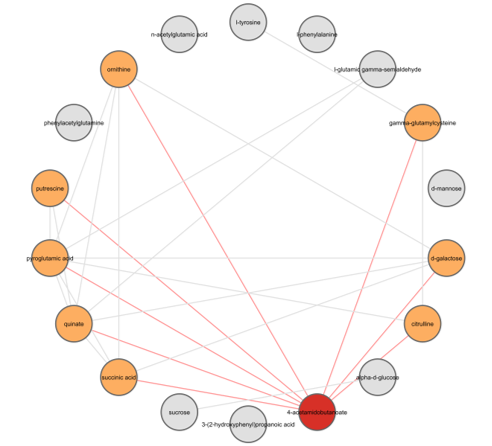 l-tyrosine
n-acetylglutamic acid
l-phenylalanine
ornithine
l-glutamic gamma-semialdehyde
phenylacetylglutamine
gamma-glutamylcysteine
putrescine
d-mannose
pyroglutamic acid
d-galactose
quinate
citrulline
succinic acid
alpha-d-glucose
sucrose
4-acetamidobutanoate
3-(2-hydroxyphenyl)propanoic acid